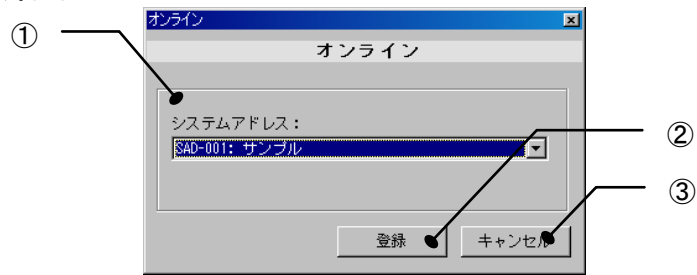 オンライン
オンライン
①
システムアドレス：
SAD-001: サンプル
②
③
登録
キャンセル